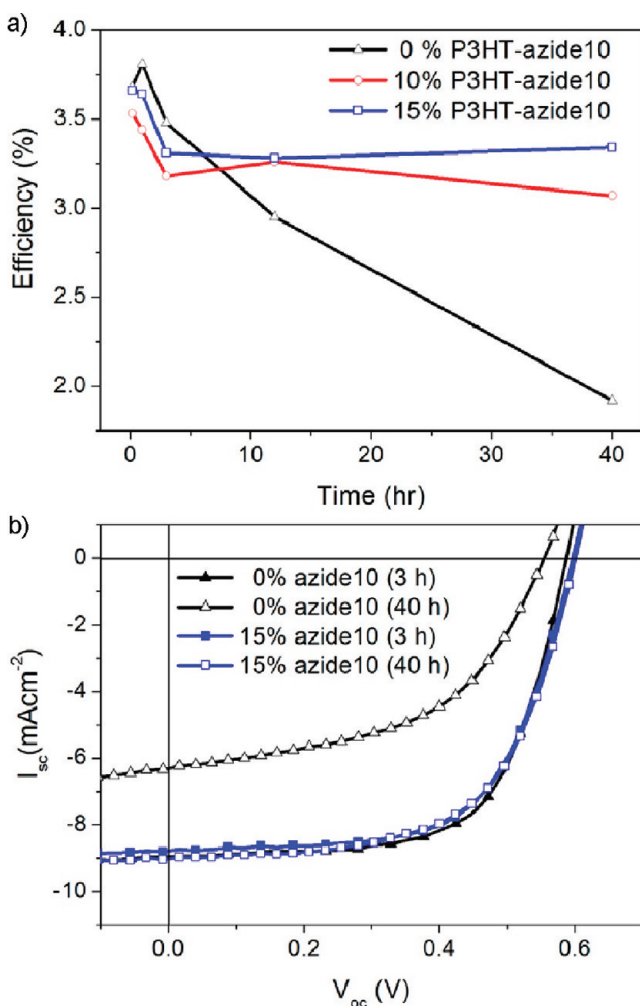 a)
4.0
3.5
3.0
2.5
2.0
Efficiency (%)
0 % P3HT-azide10
10% P3HT-azide10
15% P3HT-azide10
0 10 20 30 40
Time (hr)
b)
0
-2
-4
-6
-8
-10
I_sc(mAcm⁻²)
0% azide10 (3 h)
0% azide10 (40 h)
15% azide10 (3 h)
15% azide10 (40 h)
0.0 0.2 0.4 0.6
V_oc (V)